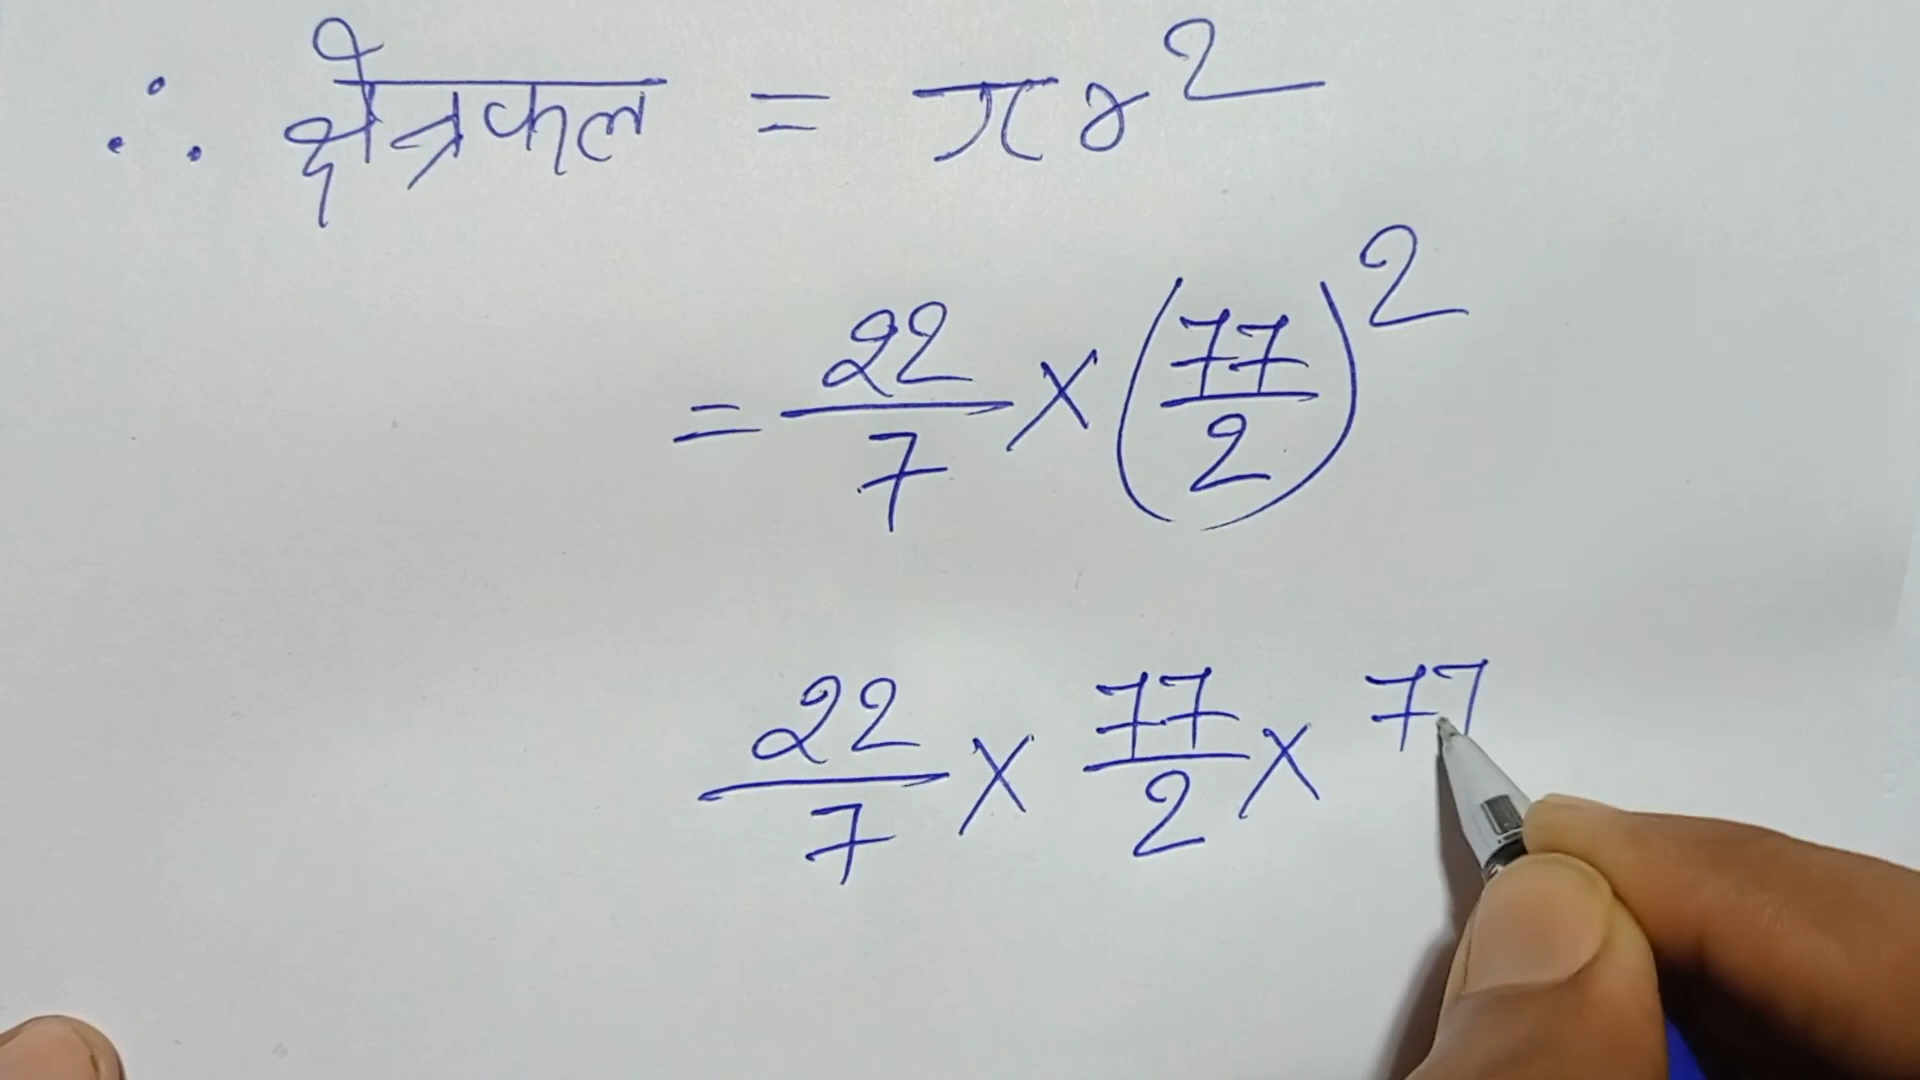 ∴ क्षेत्रफल = πr²
= 22/7 × (77/2)²
22/7 × 77/2 × 77